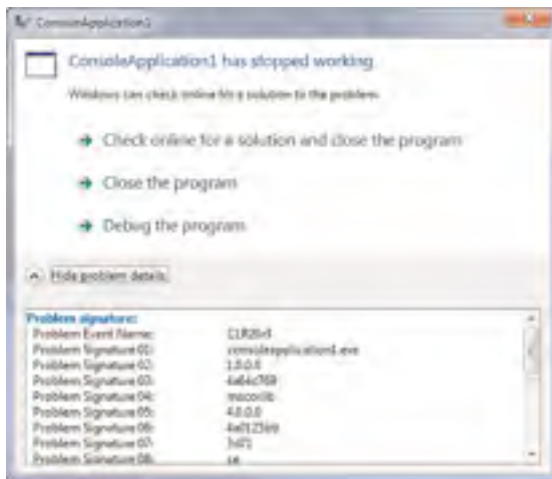 ConsoleApplication1
ConsoleApplication1 has stopped working
Windows can check online for a solution to the problem.
Check online for a solution and close the program
Close the program
Debug the program
Hide problem details
Problem signature:
Problem Event Name: CLR20r3
Problem Signature 01: consoleapplication1.exe
Problem Signature 02: 1.0.0.0
Problem Signature 03:
Problem Signature 04: mscorlib
Problem Signature 05: 4.0.0.0
Problem Signature 06:
Problem Signature 07:
Problem Signature 08: